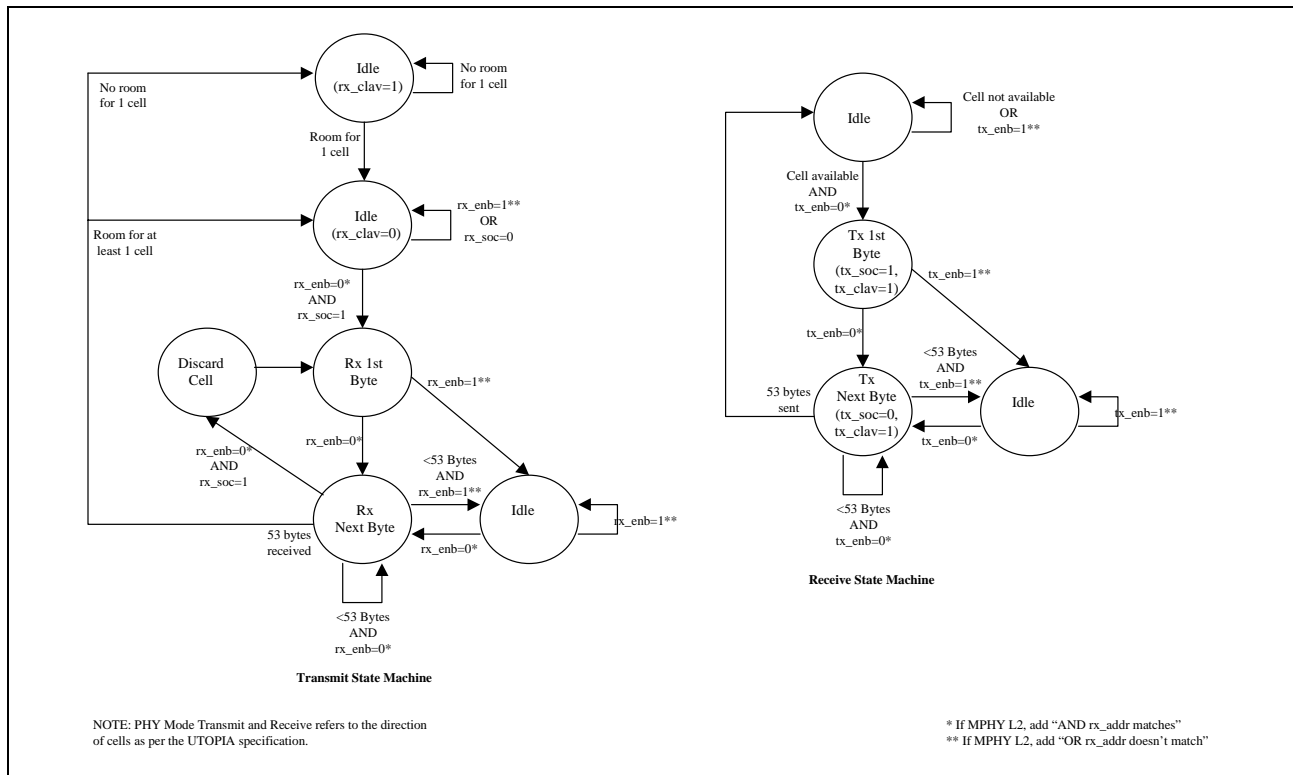 Idle
(rx_clav=1)
No room
for 1 cell
No room
for 1 cell
Room for
1 cell
Idle
(rx_clav=0)
rx_enb=1**
OR
rx_soc=0
Room for at
least 1 cell
rx_enb=0*
AND
rx_soc=1
Discard
Cell
Rx 1st
Byte
rx_enb=1**
rx_enb=0*
rx_enb=0*
AND
rx_soc=1
<53 Bytes
AND
rx_enb=1**
Rx
Next Byte
Idle
rx_enb=1**
rx_enb=0*
53 bytes
received
<53 Bytes
AND
rx_enb=0*
Transmit State Machine
Idle
Cell not available
OR
tx_enb=1**
Cell available
AND
tx_enb=0*
Tx 1st
Byte
(tx_soc=1,
tx_clav=1)
tx_enb=1**
tx_enb=0*
<53 Bytes
AND
tx_enb=1**
53 bytes
sent
Tx
Next Byte
(tx_soc=0,
tx_clav=1)
Idle
tx_enb=1**
tx_enb=0*
<53 Bytes
AND
tx_enb=0*
Receive State Machine
NOTE: PHY Mode Transmit and Receive refers to the direction
of cells as per the UTOPIA specification.
* If MPHY L2, add “AND rx_addr matches”
** If MPHY L2, add “OR rx_addr doesn’t match”